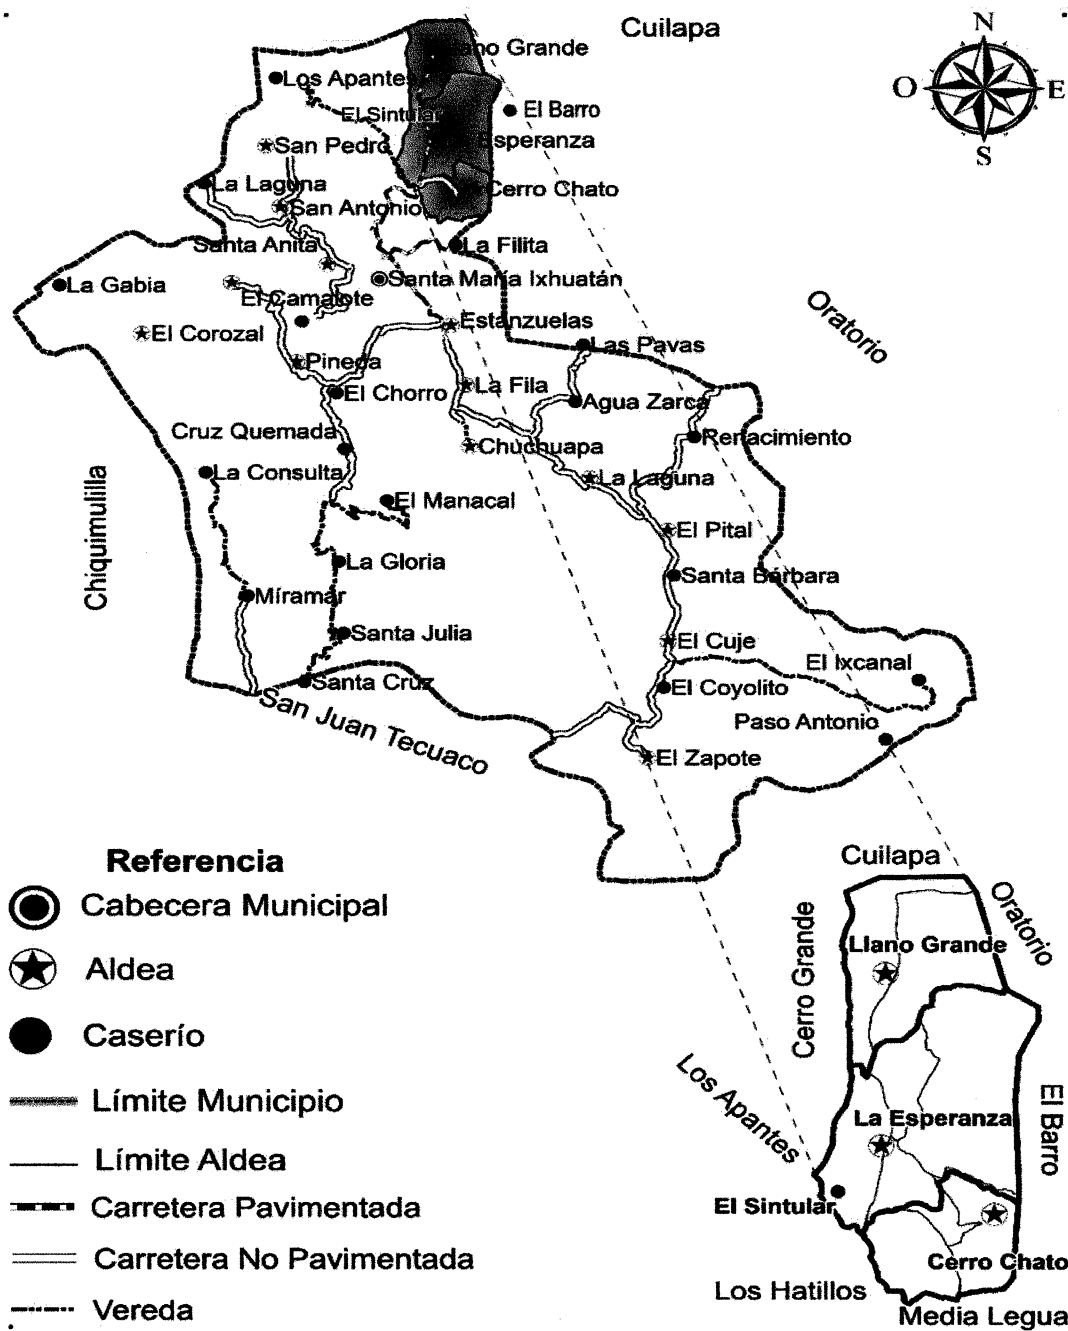 Cuilapa
N
O
E
S
Llano Grande
Los Apantes
El Sintular
El Barro
Esperanza
San Pedro
La Laguna
Cerro Chato
San Antonio
Santa Anita
La Filita
La Gabia
Santa María Ixhuatán
El Camalote
Oratorio
El Corozal
Estanzuelas
Las Pavas
Pineda
El Chorro
La Fila
Agua Zarca
Cruz Quemada
Chuchuapa
Renacimiento
La Consulta
La Laguna
El Manacal
Chiquimulilla
El Pital
La Gloria
Santa Bárbara
Míramar
Santa Julia
El Cuje
El Ixcanal
Santa Cruz
El Coyolito
San Juan Tecuaco
Paso Antonio
El Zapote
Referencia
Cabecera Municipal
Aldea
Caserío
Límite Municipio
Límite Aldea
Carretera Pavimentada
Carretera No Pavimentada
Vereda
Cuilapa
Oratorio
Cerro Grande
Llano Grande
Los Apantes
El Barro
La Esperanza
El Sintular
Cerro Chato
Los Hatillos
Media Legua